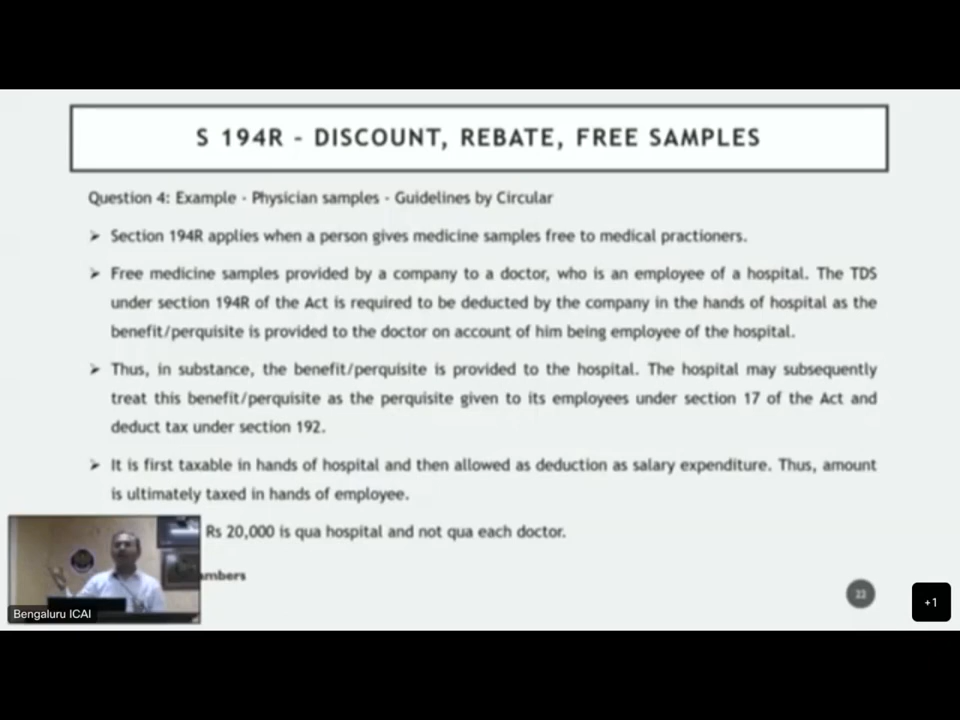 S 194R - DISCOUNT, REBATE, FREE SAMPLES
Question 4: Example - Physician samples - Guidelines by Circular
➢ Section 194R applies when a person gives medicine samples free to medical practioners.
➢ Free medicine samples provided by a company to a doctor, who is an employee of a hospital. The TDS
under section 194R of the Act is required to be deducted by the company in the hands of hospital as the
benefit/perquisite is provided to the doctor on account of him being employee of the hospital.
➢ Thus, in substance, the benefit/perquisite is provided to the hospital. The hospital may subsequently
treat this benefit/perquisite as the perquisite given to its employees under section 17 of the Act and
deduct tax under section 192.
➢ It is first taxable in hands of hospital and then allowed as deduction as salary expenditure. Thus, amount
is ultimately taxed in hands of employee.
Rs 20,000 is qua hospital and not qua each doctor.
ambers
Bengaluru ICAI
+1